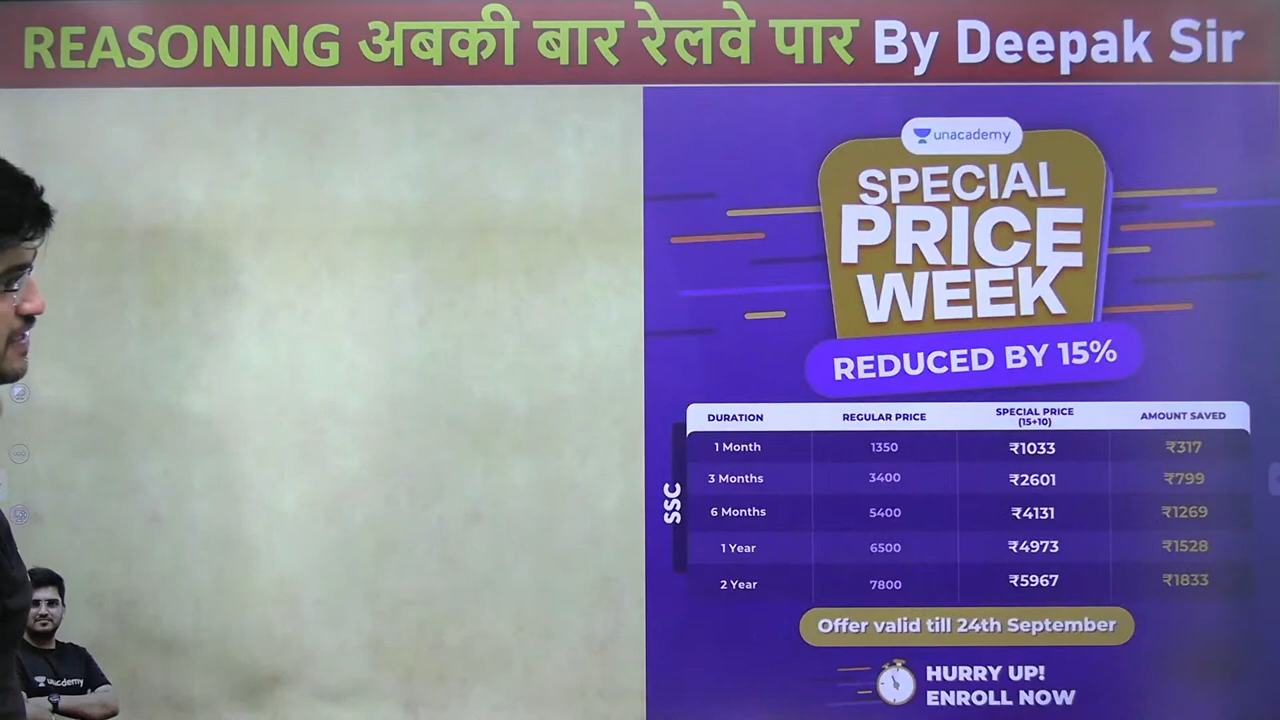 REASONING अबकी बार रेलवे पार By Deepak Sir
unacademy
SPECIAL
PRICE
WEEK
REDUCED BY 15%
DURATION REGULAR PRICE SPECIAL PRICE (15+10) AMOUNT SAVED
SSC
1 Month 1350 ₹1033 ₹317
3 Months 3400 ₹2601 ₹799
6 Months 5400 ₹4131 ₹1269
1 Year 6500 ₹4973 ₹1528
2 Year 7800 ₹5967 ₹1833
Offer valid till 24th September
HURRY UP!
ENROLL NOW
unacademy